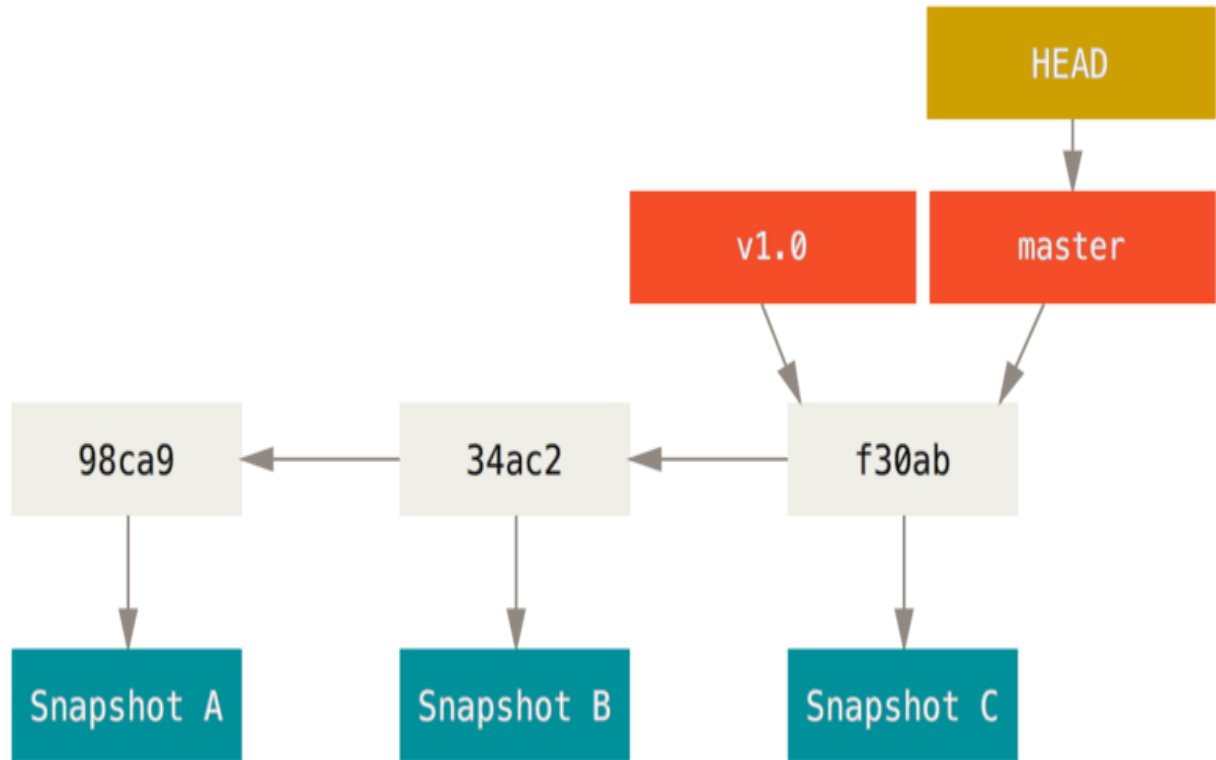 HEAD
v1.0
master
98ca9
34ac2
f30ab
Snapshot A
Snapshot B
Snapshot C